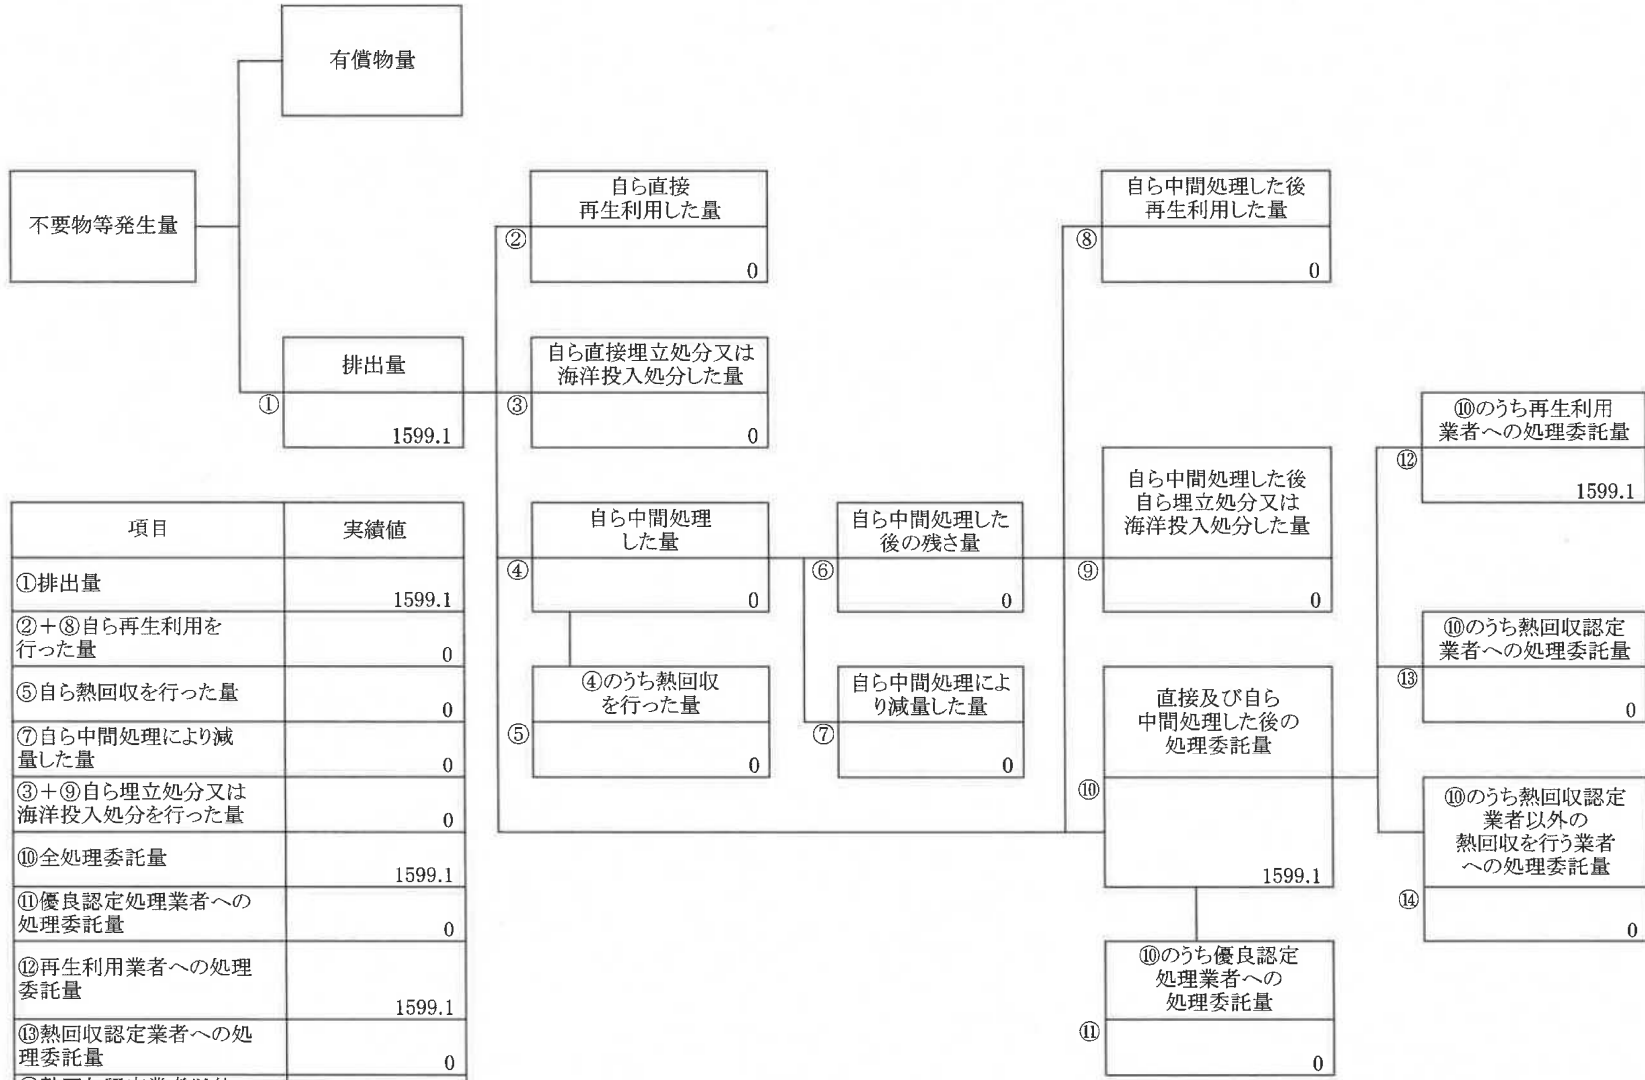 有償物量
不要物等発生量
自ら直接
再生利用した量
②
0
自ら中間処理した後
再生利用した量
⑧
0
排出量
①
1599.1
自ら直接埋立処分又は
海洋投入処分した量
③
0
⑩のうち再生利用
業者への処理委託量
⑫
1599.1
自ら中間処理
した量
④
0
自ら中間処理した
後の残さ量
⑥
0
自ら中間処理した後
自ら埋立処分又は
海洋投入処分した量
⑨
0
⑩のうち熱回収認定
業者への処理委託量
⑬
0
④のうち熱回収
を行った量
⑤
0
自ら中間処理によ
り減量した量
⑦
0
直接及び自ら
中間処理した後の
処理委託量
⑩
1599.1
⑩のうち熱回収認定
業者以外の
熱回収を行う業者
への処理委託量
⑭
0
⑩のうち優良認定
処理業者への
処理委託量
⑪
0
項目 実績値
①排出量 1599.1
②+⑧自ら再生利用を
行った量 0
⑤自ら熱回収を行った量 0
⑦自ら中間処理により減
量した量 0
③+⑨自ら埋立処分又は
海洋投入処分を行った量 0
⑩全処理委託量 1599.1
⑪優良認定処理業者への
処理委託量 0
⑫再生利用業者への処理
委託量 1599.1
⑬熱回収認定業者への処
理委託量 0